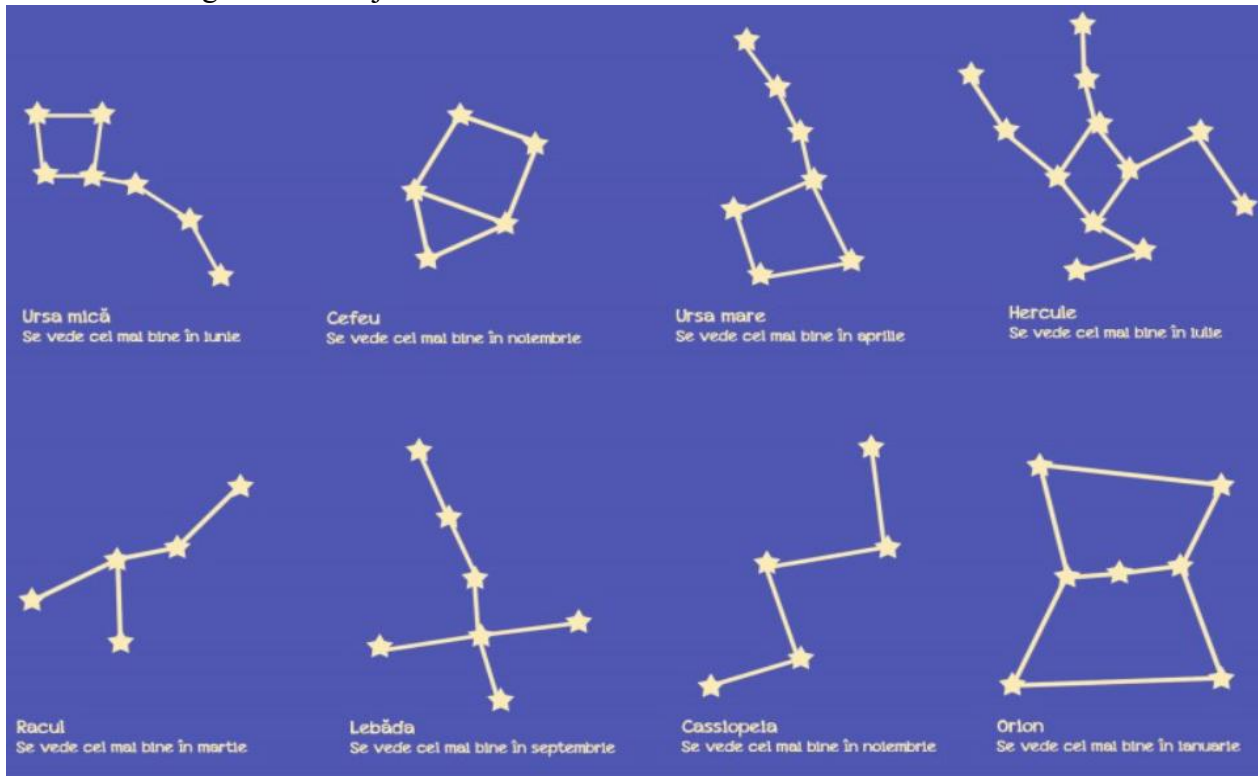 Ursa mică
Se vede cel mai bine în iunie
Cefeu
Se vede cel mai bine în noiembrie
Ursa mare
Se vede cel mai bine în aprilie
Hercule
Se vede cel mai bine în iulie
Racul
Se vede cel mai bine în martie
Lebăda
Se vede cel mai bine în septembrie
Cassiopeia
Se vede cel mai bine în noiembrie
Orion
Se vede cel mai bine în ianuarie